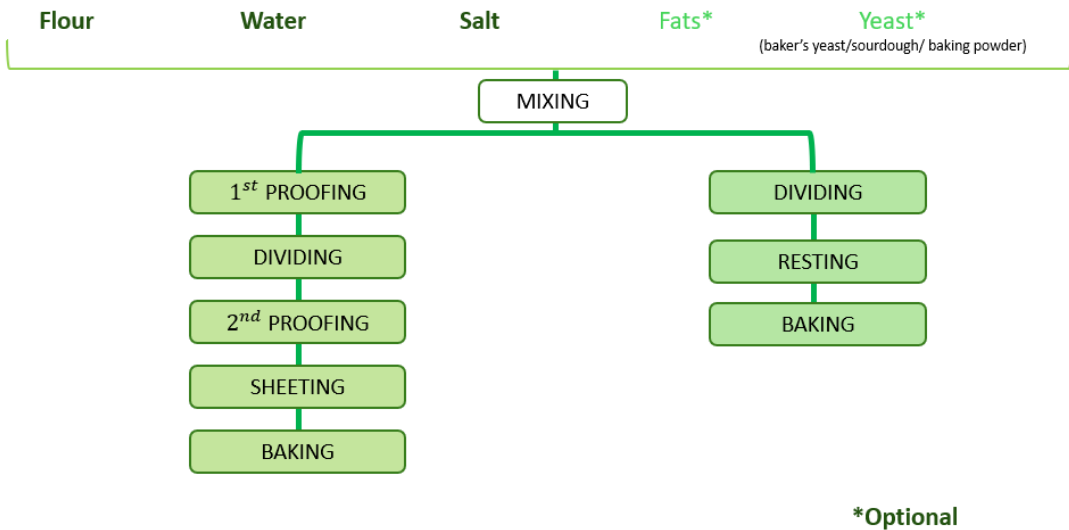 Flour Water Salt Fats* Yeast*
(baker's yeast/sourdough/ baking powder)
MIXING
1st PROOFING
DIVIDING
2nd PROOFING
SHEETING
BAKING
DIVIDING
RESTING
BAKING
*Optional